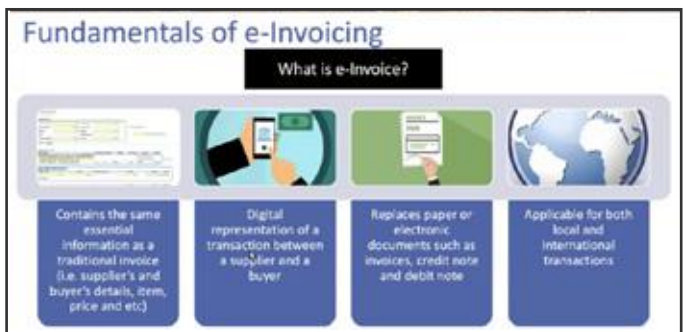 Fundamentals of e-Invoicing
What is e-Invoice?
Contains the same
essential
information as a
traditional invoice
(i.e. supplier's and
buyer's details, item,
price and etc)
Digital
representation of a
transaction between
a supplier and a
buyer
Replaces paper or
electronic
documents such as
invoices, credit note
and debit note
Applicable for both
local and
international
transactions